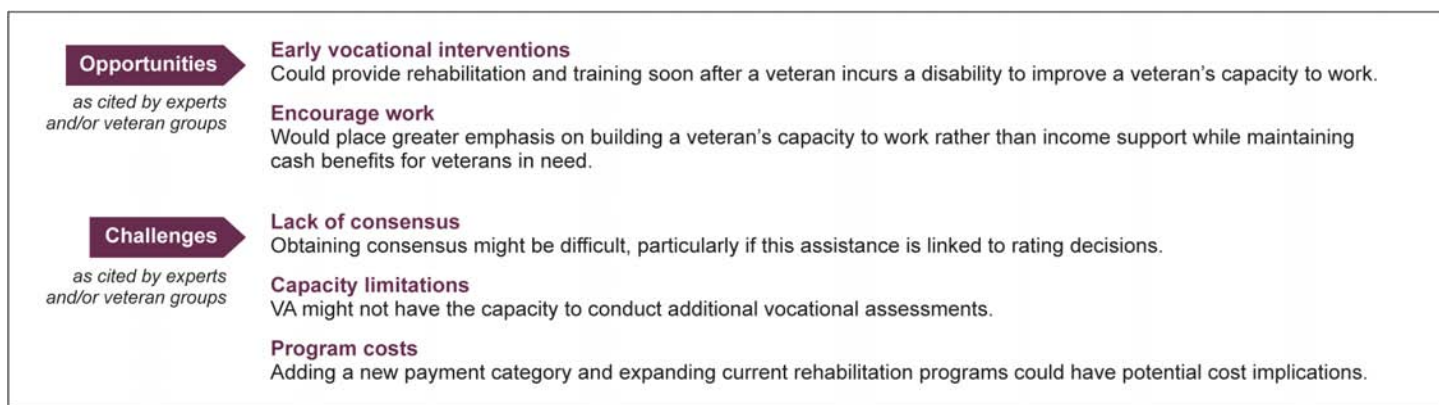 Opportunities
as cited by experts
and/or veteran groups
Early vocational interventions
Could provide rehabilitation and training soon after a veteran incurs a disability to improve a veteran's capacity to work.
Encourage work
Would place greater emphasis on building a veteran's capacity to work rather than income support while maintaining
cash benefits for veterans in need.
Challenges
as cited by experts
and/or veteran groups
Lack of consensus
Obtaining consensus might be difficult, particularly if this assistance is linked to rating decisions.
Capacity limitations
VA might not have the capacity to conduct additional vocational assessments.
Program costs
Adding a new payment category and expanding current rehabilitation programs could have potential cost implications.